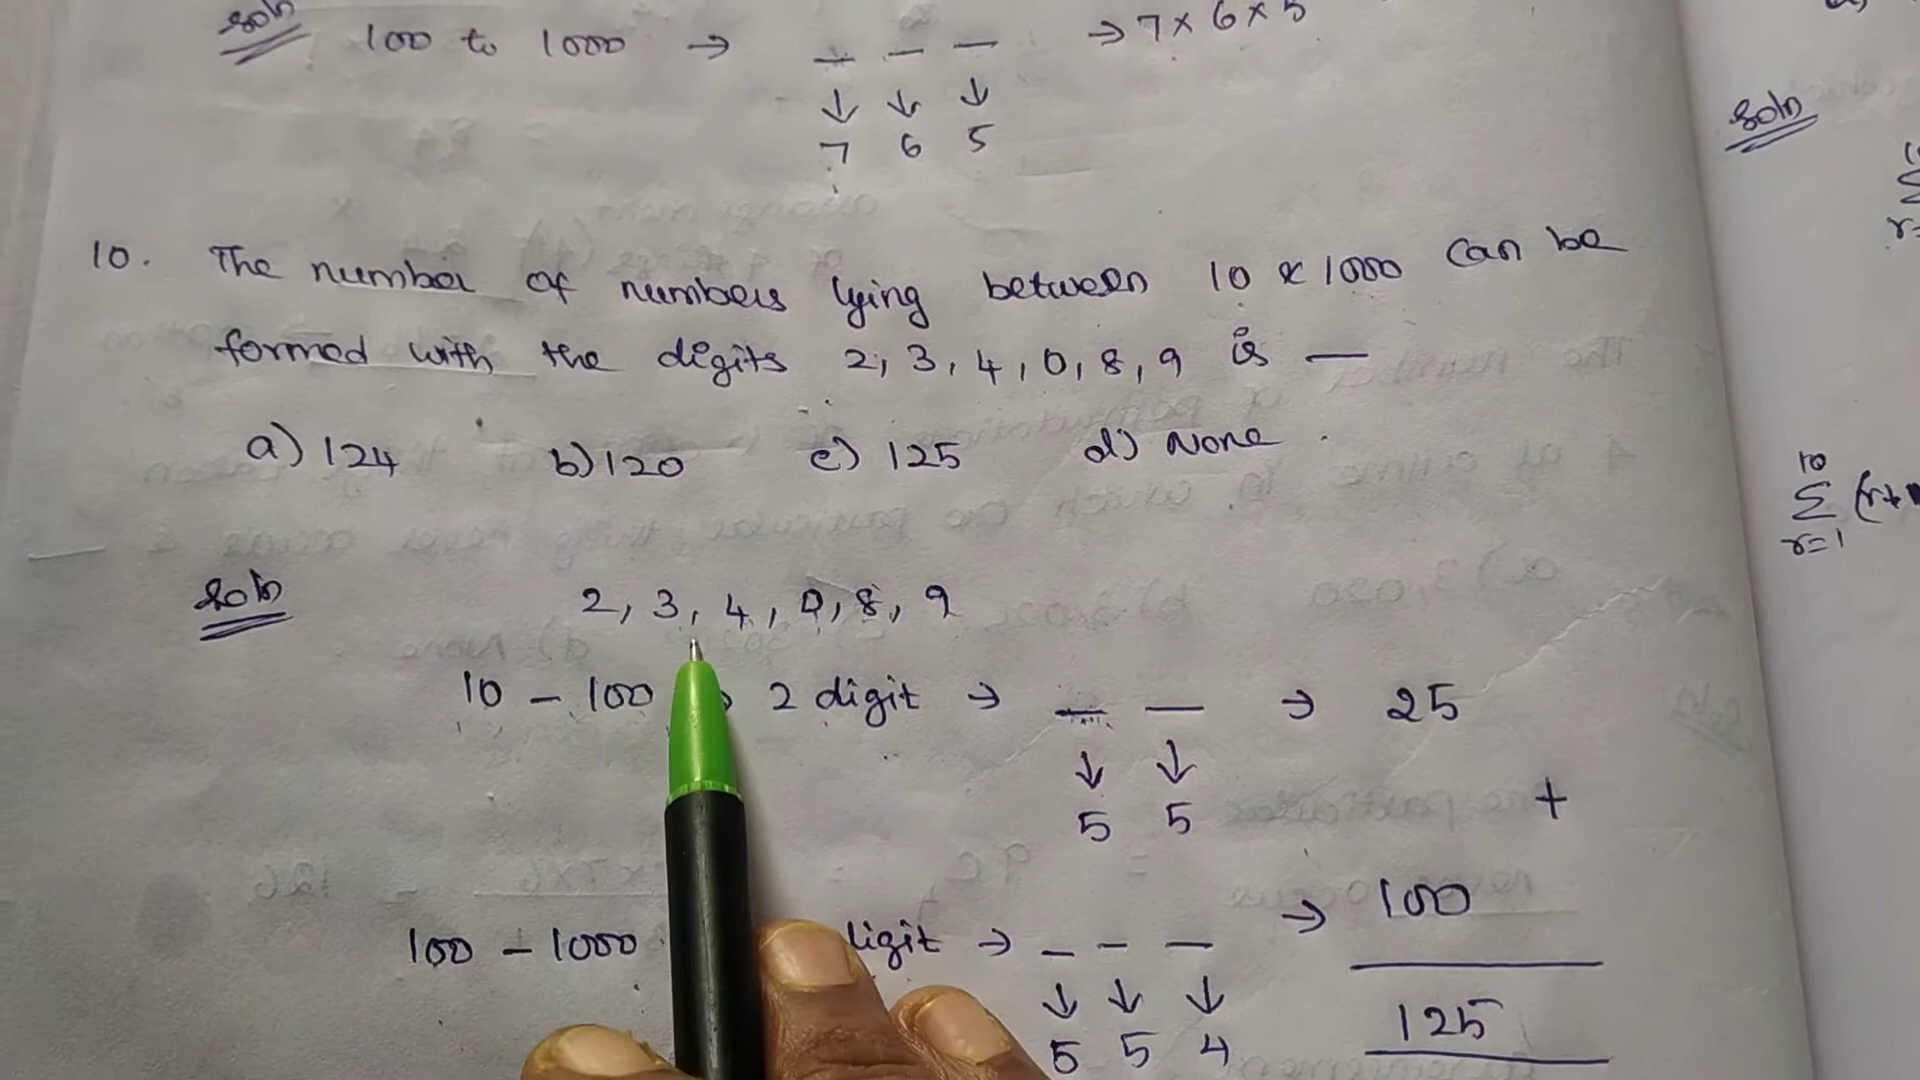 Soln 100 to 1000 → _ _ _ → 7 x 6 x 5
↓ ↓ ↓
7 6 5
10. The number of numbers lying between 10 & 1000 can be
formed with the digits 2, 3, 4, 0, 8, 9 is —
a) 124 b) 120 c) 125 d) None.
Soln 2, 3, 4, 0, 8, 9
10 - 100 2 digit → _ _ → 25
↓ ↓
5 5 +
100 - 1000 digit → _ _ _ → 100
↓ ↓ ↓
5 5 4 125
Soln
10
Σ
r=1